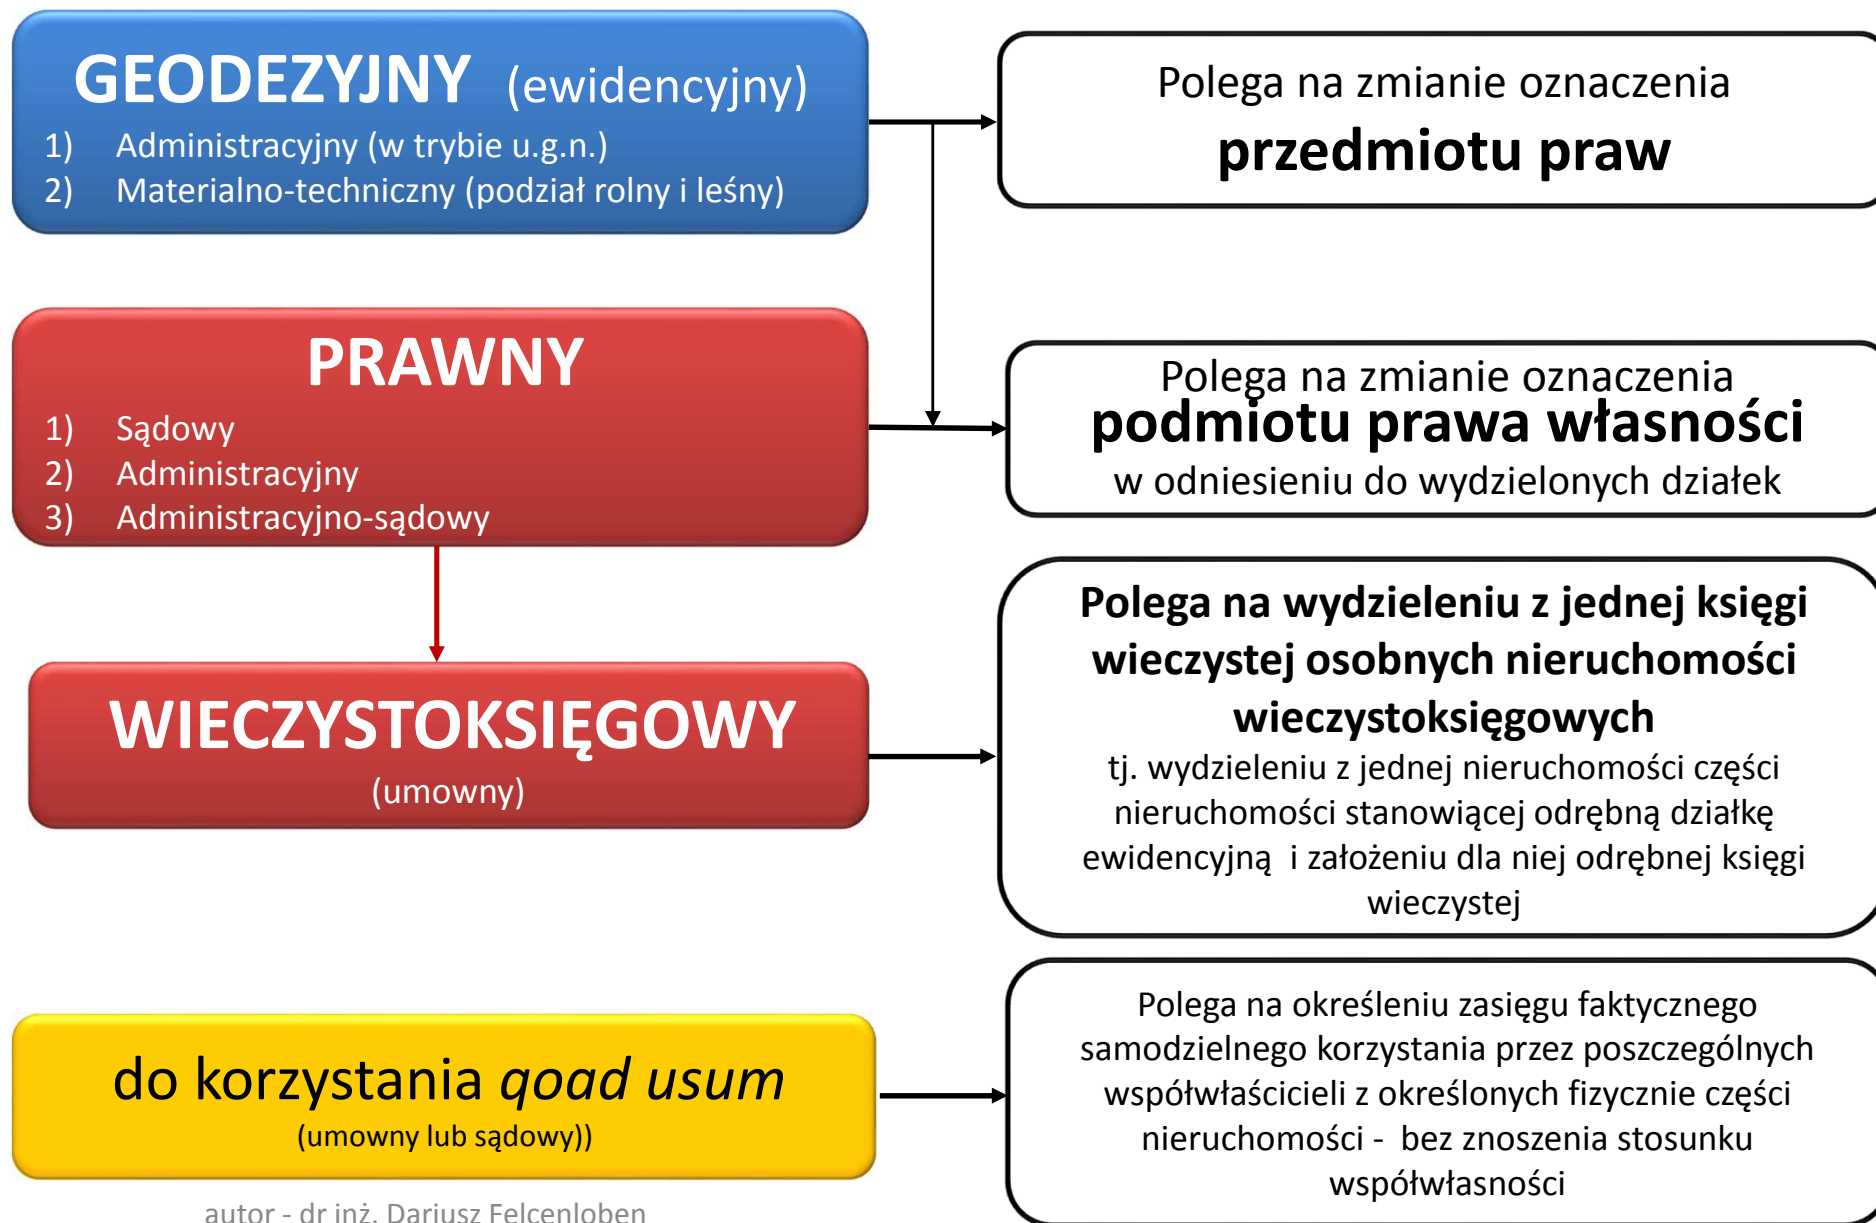 GEODEZYJNY (ewidencyjny)
1) Administracyjny (w trybie u.g.n.)
2) Materialno-techniczny (podział rolny i leśny)
Polega na zmianie oznaczenia
przedmiotu praw
PRAWNY
1) Sądowy
2) Administracyjny
3) Administracyjno-sądowy
Polega na zmianie oznaczenia
podmiotu prawa własności
w odniesieniu do wydzielonych działek
WIECZYSTOKSIĘGOWY
(umowny)
Polega na wydzieleniu z jednej księgi
wieczystej osobnych nieruchomości
wieczystoksięgowych
tj. wydzieleniu z jednej nieruchomości części
nieruchomości stanowiącej odrębną działkę
ewidencyjną i założeniu dla niej odrębnej księgi
wieczystej
do korzystania qoad usum
(umowny lub sądowy))
Polega na określeniu zasięgu faktycznego
samodzielnego korzystania przez poszczególnych
współwłaścicieli z określonych fizycznie części
nieruchomości - bez znoszenia stosunku
współwłasności
autor - dr inż. Dariusz Felcenloben